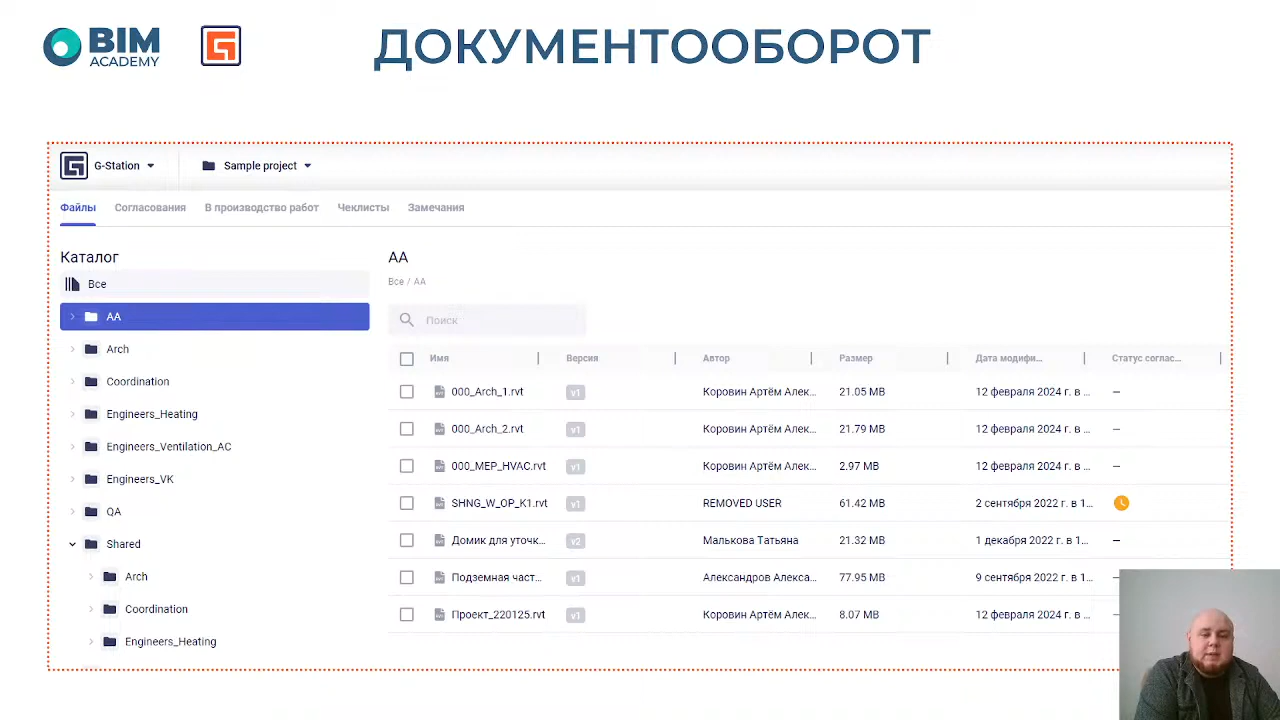 BIM
ACADEMY
ДОКУМЕНТООБОРОТ
G-Station
Sample project
Файлы
Согласования
В производство работ
Чеклисты
Замечания
Каталог
Все
AA
Arch
Coordination
Engineers_Heating
Engineers_Ventilation_AC
Engineers_VK
QA
Shared
Arch
Coordination
Engineers_Heating
AA
Все / AA
Поиск
Имя Версия Автор Размер Дата модифи... Статус соглас...
000_Arch_1.rvt v1 Коровин Артём Алек... 21.05 MB 12 февраля 2024 г. в ... –
000_Arch_2.rvt v1 Коровин Артём Алек... 21.79 MB 12 февраля 2024 г. в ... –
000_MEP_HVAC.rvt v1 Коровин Артём Алек... 2.97 MB 12 февраля 2024 г. в ... –
SHNG_W_OP_K1.rvt v1 REMOVED USER 61.42 MB 2 сентября 2022 г. в 1...
Домик для уточк... v2 Малькова Татьяна 21.32 MB 1 декабря 2022 г. в 1... –
Подземная част... v1 Александров Алекса... 77.95 MB 9 сентября 2022 г. в 1... –
Проект_220125.rvt v1 Коровин Артём Алек... 8.07 MB 12 февраля 2024 г. в ... –